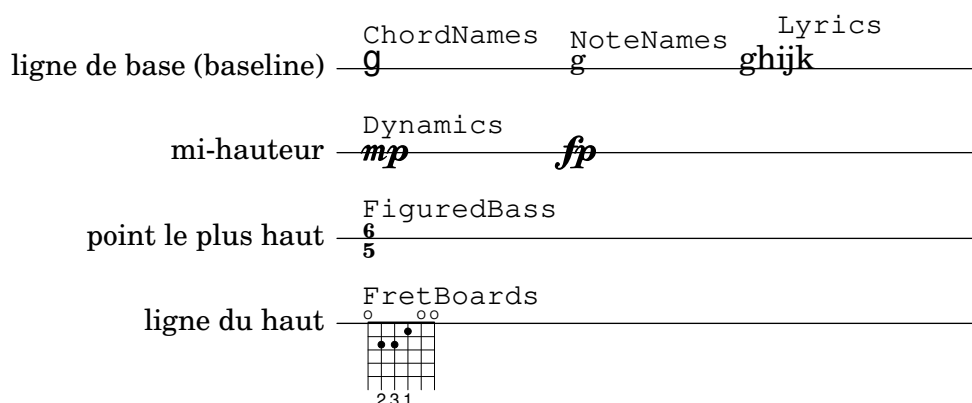 ChordNames NoteNames Lyrics
ligne de base (baseline) g g ghijk
Dynamics
mi-hauteur mp fp
FiguredBass
point le plus haut 6
5
FretBoards
o o o
ligne du haut
231